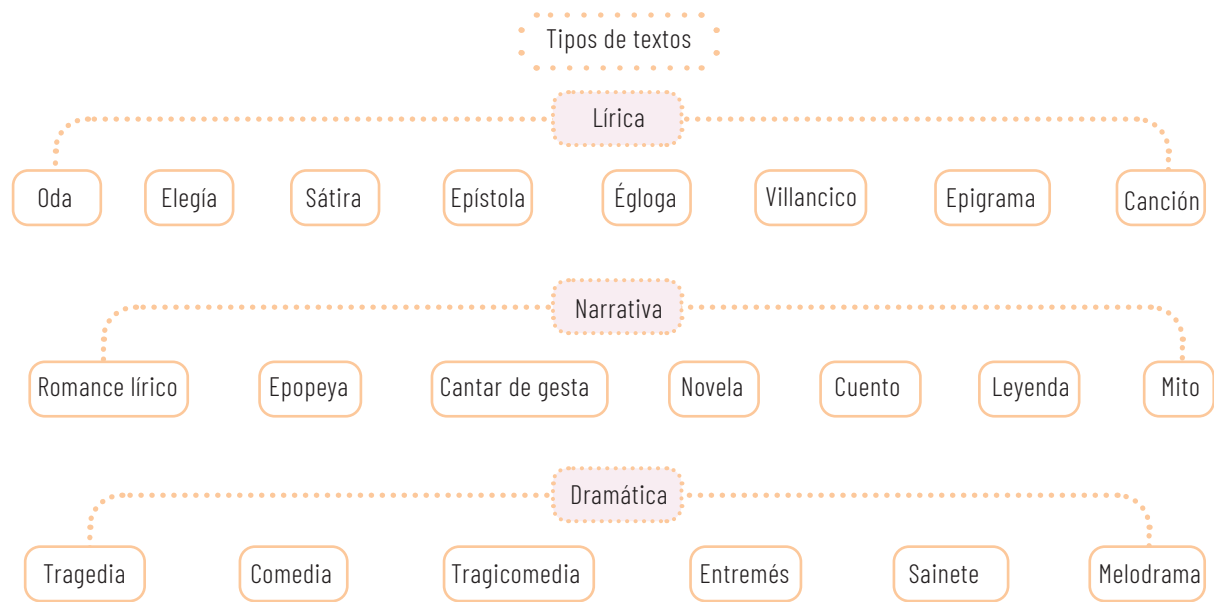 Tipos de textos
Lírica
Oda Elegía Sátira Epístola Égloga Villancico Epigrama Canción
Narrativa
Romance lírico Epopeya Cantar de gesta Novela Cuento Leyenda Mito
Dramática
Tragedia Comedia Tragicomedia Entremés Sainete Melodrama